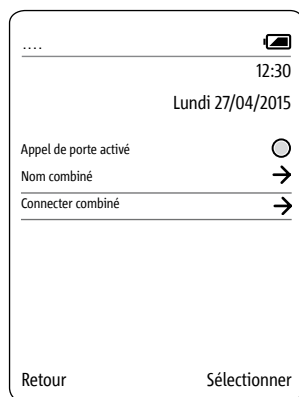 ....
12:30
Lundi 27/04/2015
Appel de porte activé
Nom combiné
Connecter combiné
Retour Sélectionner